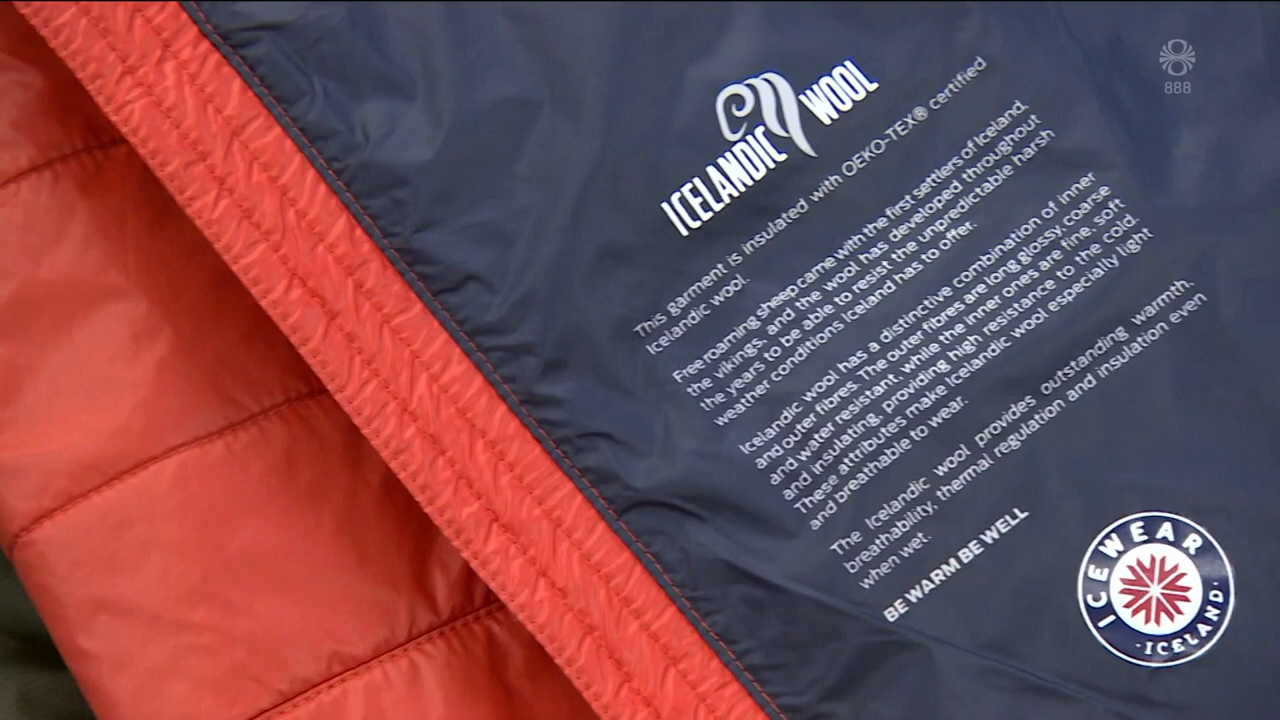 888
ICELANDIC WOOL
This garment is insulated with OEKO-TEX® certified
Icelandic wool.
Free roaming sheep came with the first settlers of Iceland,
the vikings, and the wool has developed throughout
the years to be able to resist the unpredictable harsh
weather conditions Iceland has to offer.
Icelandic wool has a distinctive combination of inner
and outer fibres. The outer fibres are long glossy, coarse
and water resistant, while the inner ones are fine, soft
and insulating, providing high resistance to the cold.
These attributes make Icelandic wool especially light
and breathable to wear.
The Icelandic wool provides outstanding warmth,
breathability, thermal regulation and insulation even
when wet.
BE WARM BE WELL
ICEWEAR
·ICELAND·